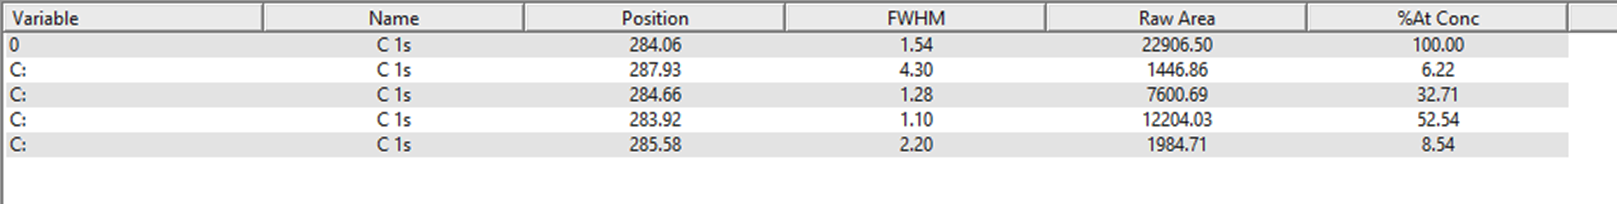 Variable Name Position FWHM Raw Area %At Conc
0 C 1s 284.06 1.54 22906.50 100.00
C: C 1s 287.93 4.30 1446.86 6.22
C: C 1s 284.66 1.28 7600.69 32.71
C: C 1s 283.92 1.10 12204.03 52.54
C: C 1s 285.58 2.20 1984.71 8.54